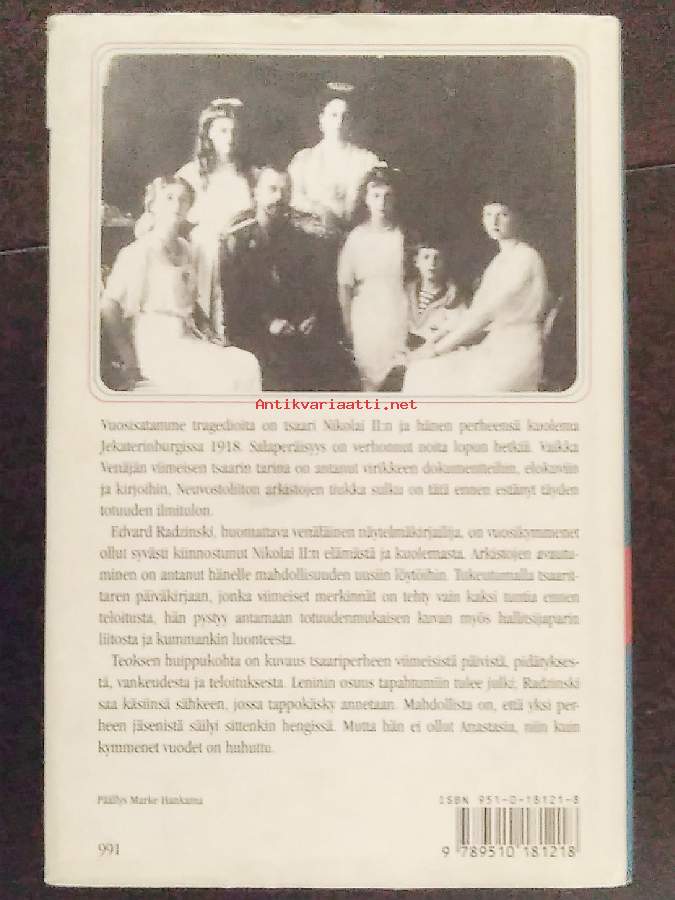 Antikvariaatti.net
Vuosisatamme tragedioita on tsaari Nikolai II:n ja hänen perheensä kuolema
Jekaterinburgissa 1918. Salaperäisyys on verhonnut noita lopun hetkiä. Vaikka
Venäjän viimeisen tsaarin tarina on antanut virikkeen dokumentteihin, elokuviin
ja kirjoihin, Neuvostoliiton arkistojen tiukka sulku on tätä ennen estänyt täyden
totuuden ilmitulon.
Edvard Radzinski, huomattava venäläinen näytelmäkirjailija, on vuosikymmenet
ollut syvästi kiinnostunut Nikolai II:n elämästä ja kuolemasta. Arkistojen avautu-
minen on antanut hänelle mahdollisuuden uusiin löytöihin. Tukeutumalla tsaarit-
taren päiväkirjaan, jonka viimeiset merkinnät on tehty vain kaksi tuntia ennen
teloitusta, hän pystyy antamaan totuudenmukaisen kuvan myös hallitsijaparin
liitosta ja kummankin luonteesta.
Teoksen huippukohta on kuvaus tsaariperheen viimeisistä päivistä, pidätykses-
tä, vankeudesta ja teloituksesta. Leninin osuus tapahtumiin tulee julki; Radzinski
saa käsiinsä sähkeen, jossa tappokäsky annetaan. Mahdollista on, että yksi per-
heen jäsenistä säilyi sittenkin hengissä. Mutta hän ei ollut Anastasia, niin kuin
kymmenet vuodet on huhuttu.
Päällys Marke Hankama
ISBN 951-0-18121-8
991
9 789510 181218